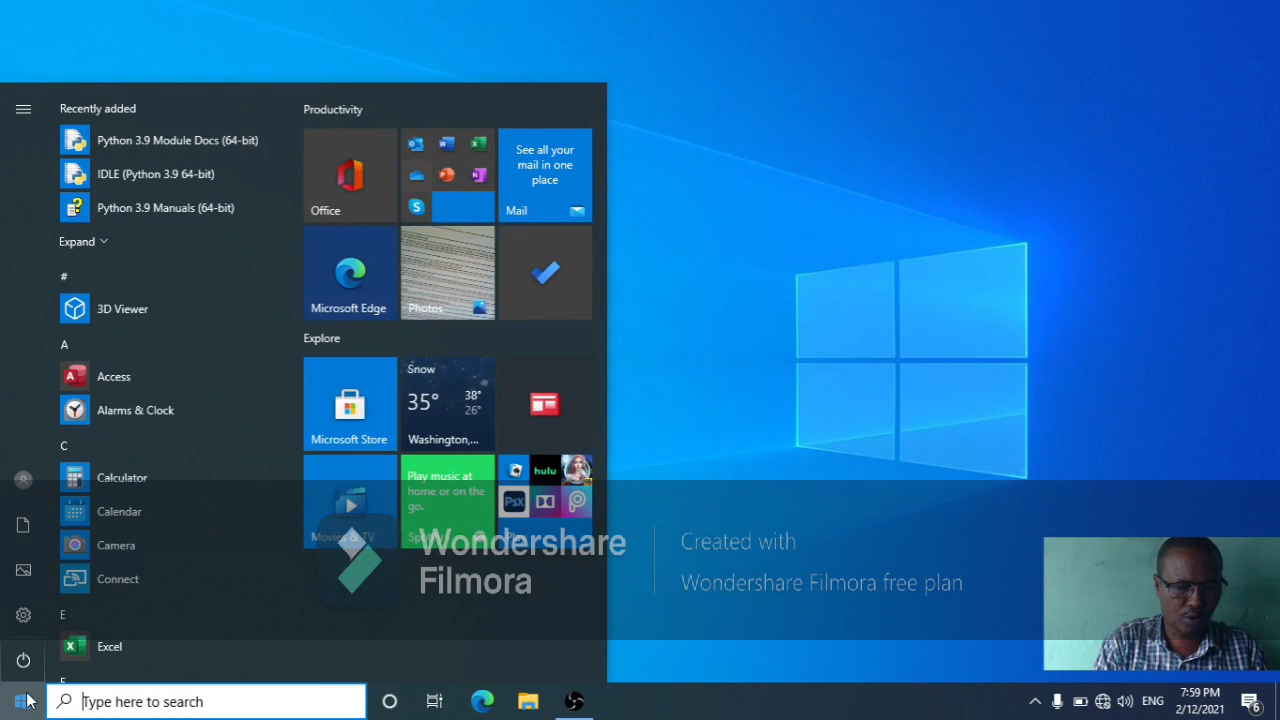 Recently added
Python 3.9 Module Docs (64-bit)
IDLE (Python 3.9 64-bit)
Python 3.9 Manuals (64-bit)
Expand
#
3D Viewer
A
Access
Alarms & Clock
C
Calculator
Calendar
Camera
Connect
E
Excel
Productivity
Office
See all your
mail in one
place
Mail
Microsoft Edge
Photos
Explore
Microsoft Store
Snow
35°
38°
26°
Washington,...
Movies & TV
Play music at
home or on the
go.
hulu
Psx
Wondershare
Filmora
Created with
Wondershare Filmora free plan
Type here to search
ENG
7:59 PM
2/12/2021
6